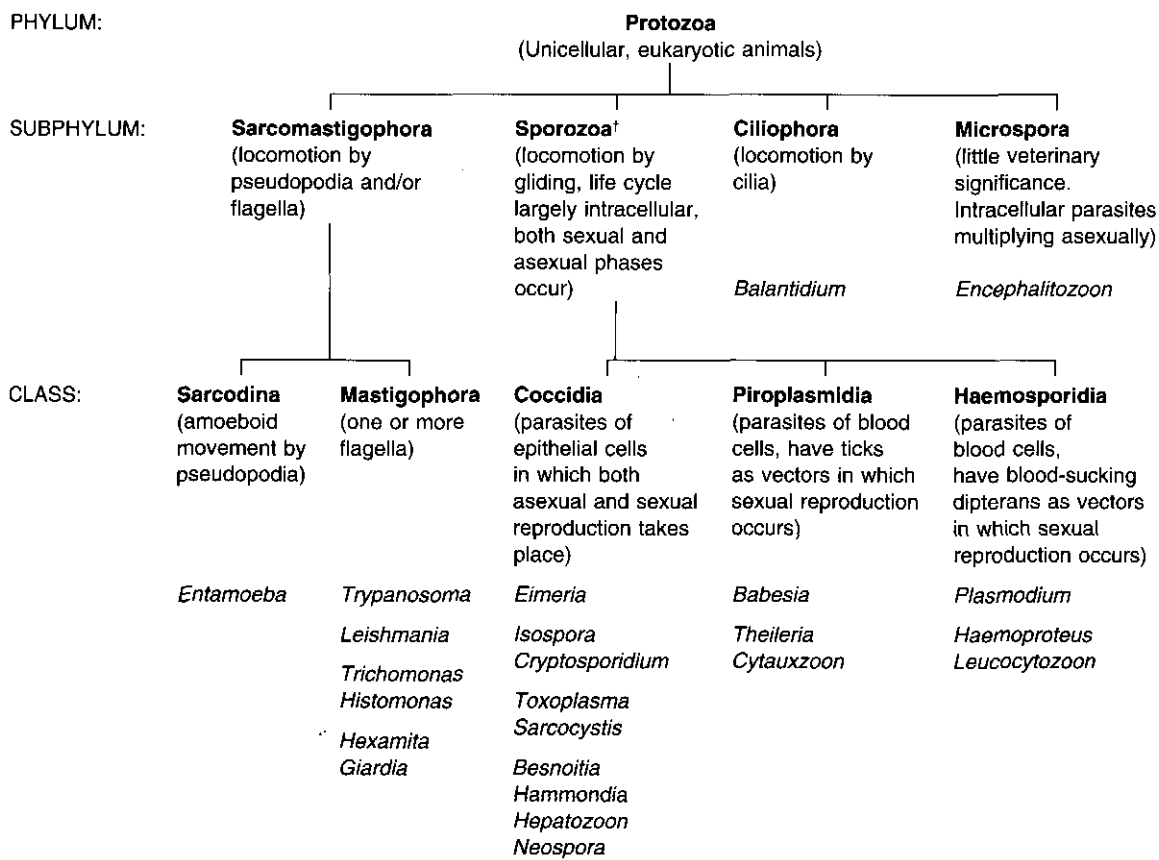 PHYLUM:
Protozoa
(Unicellular, eukaryotic animals)
SUBPHYLUM:
Sarcomastigophora
(locomotion by
pseudopodia and/or
flagella)
Sporozoa†
(locomotion by
gliding, life cycle
largely intracellular,
both sexual and
asexual phases
occur)
Ciliophora
(locomotion by
cilia)
Balantidium
Microspora
(little veterinary
significance.
Intracellular parasites
multiplying asexually)
Encephalitozoon
CLASS:
Sarcodina
(amoeboid
movement by
pseudopodia)
Entamoeba
Mastigophora
(one or more
flagella)
Trypanosoma
Leishmania
Trichomonas
Histomonas
Hexamita
Giardia
Coccidia
(parasites of
epithelial cells
in which both
asexual and sexual
reproduction takes
place)
Eimeria
Isospora
Cryptosporidium
Toxoplasma
Sarcocystis
Besnoitia
Hammondia
Hepatozoon
Neospora
Piroplasmidia
(parasites of blood
cells, have ticks
as vectors in which
sexual reproduction
occurs)
Babesia
Theileria
Cytauxzoon
Haemosporidia
(parasites of
blood cells,
have blood-sucking
dipterans as vectors
in which sexual
reproduction occurs)
Plasmodium
Haemoproteus
Leucocytozoon